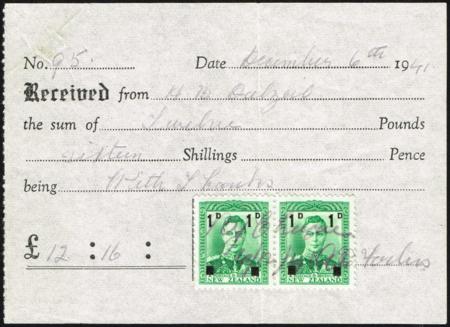 No. 95. Date December 6th 1941
Received from H B Dalzell
the sum of Twelve Pounds
sixteen Shillings Pence
being With Thanks
1D 1D 1D 1D
£ 12 : 16 :
NEW ZEALAND NEW ZEALAND